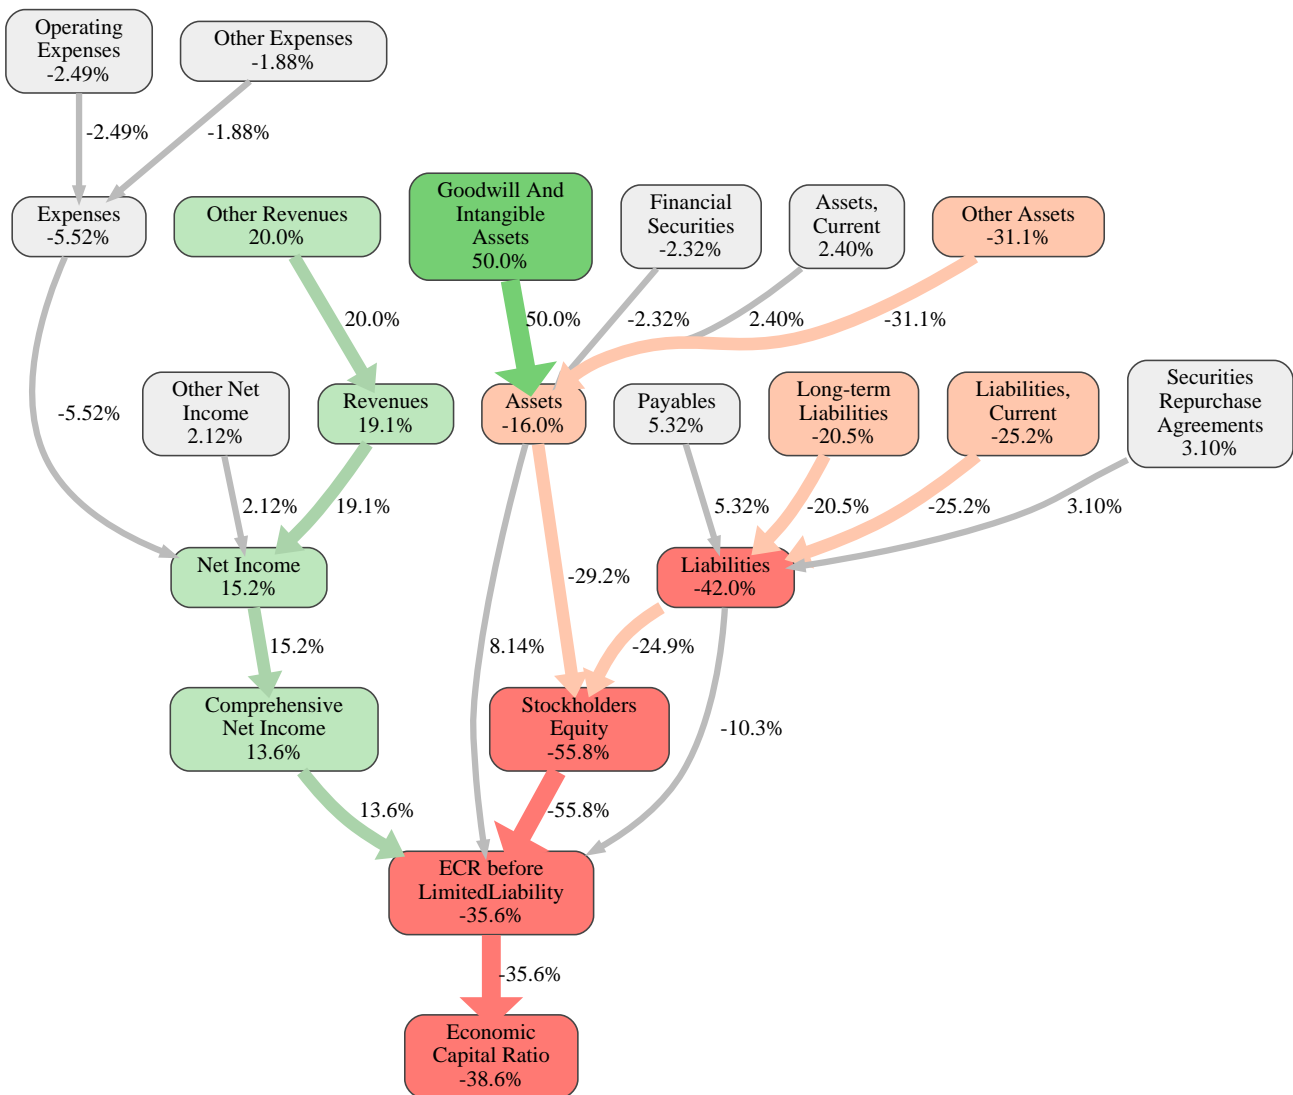 Operating
Expenses
-2.49%
Other Expenses
-1.88%
-2.49%
-1.88%
Expenses
-5.52%
Other Revenues
20.0%
Goodwill And
Intangible
Assets
50.0%
Financial
Securities
-2.32%
Assets,
Current
2.40%
Other Assets
-31.1%
20.0%
50.0%
-2.32%
2.40%
-31.1%
-5.52%
Other Net
Income
2.12%
Revenues
19.1%
Assets
-16.0%
Payables
5.32%
Long-term
Liabilities
-20.5%
Liabilities,
Current
-25.2%
Securities
Repurchase
Agreements
3.10%
2.12%
19.1%
5.32%
-20.5%
-25.2%
3.10%
Net Income
15.2%
-29.2%
Liabilities
-42.0%
15.2%
8.14%
-24.9%
Comprehensive
Net Income
13.6%
Stockholders
Equity
-55.8%
-10.3%
13.6%
-55.8%
ECR before
LimitedLiability
-35.6%
-35.6%
Economic
Capital Ratio
-38.6%